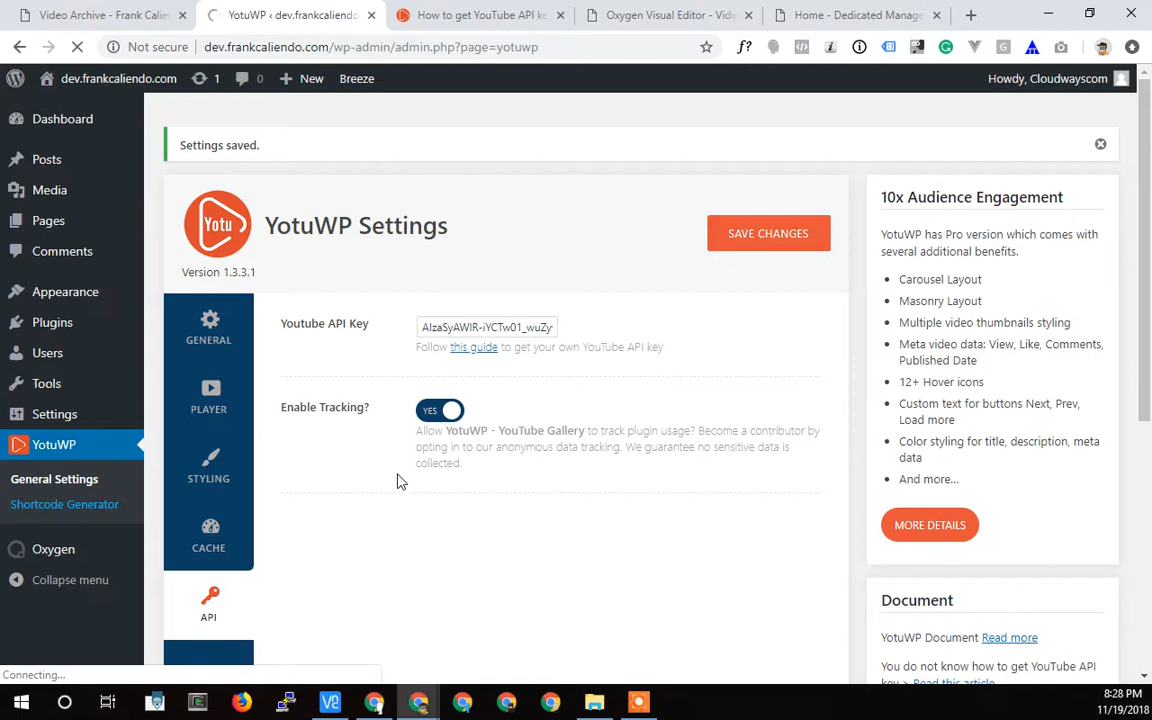 Video Archive - Frank Calie
YotuWP ‹ dev.frankcaliendo
How to get YouTube API ke
Oxygen Visual Editor - Vide
Home - Dedicated Manage
Not secure
dev.frankcaliendo.com/wp-admin/admin.php?page=yotuwp
f?
dev.frankcaliendo.com
1
0
New
Breeze
Howdy, Cloudwayscom
Dashboard
Posts
Media
Pages
Comments
Appearance
Plugins
Users
Tools
Settings
YotuWP
General Settings
Shortcode Generator
Oxygen
Collapse menu
Settings saved.
Yotu
Version 1.3.3.1
YotuWP Settings
SAVE CHANGES
GENERAL
PLAYER
STYLING
CACHE
API
Youtube API Key
AIzaSyAWIR-iYCTw01_wuZy
Follow this guide to get your own YouTube API key
Enable Tracking?
YES
Allow YotuWP - YouTube Gallery to track plugin usage? Become a contributor by
opting in to our anonymous data tracking. We guarantee no sensitive data is
collected.
10x Audience Engagement
YotuWP has Pro version which comes with
several additional benefits.
Carousel Layout
Masonry Layout
Multiple video thumbnails styling
Meta video data: View, Like, Comments,
Published Date
12+ Hover icons
Custom text for buttons Next, Prev,
Load more
Color styling for title, description, meta
data
And more...
MORE DETAILS
Document
YotuWP Document Read more
You do not know how to get YouTube API
key > Read this article
Connecting...
8:28 PM
11/19/2018